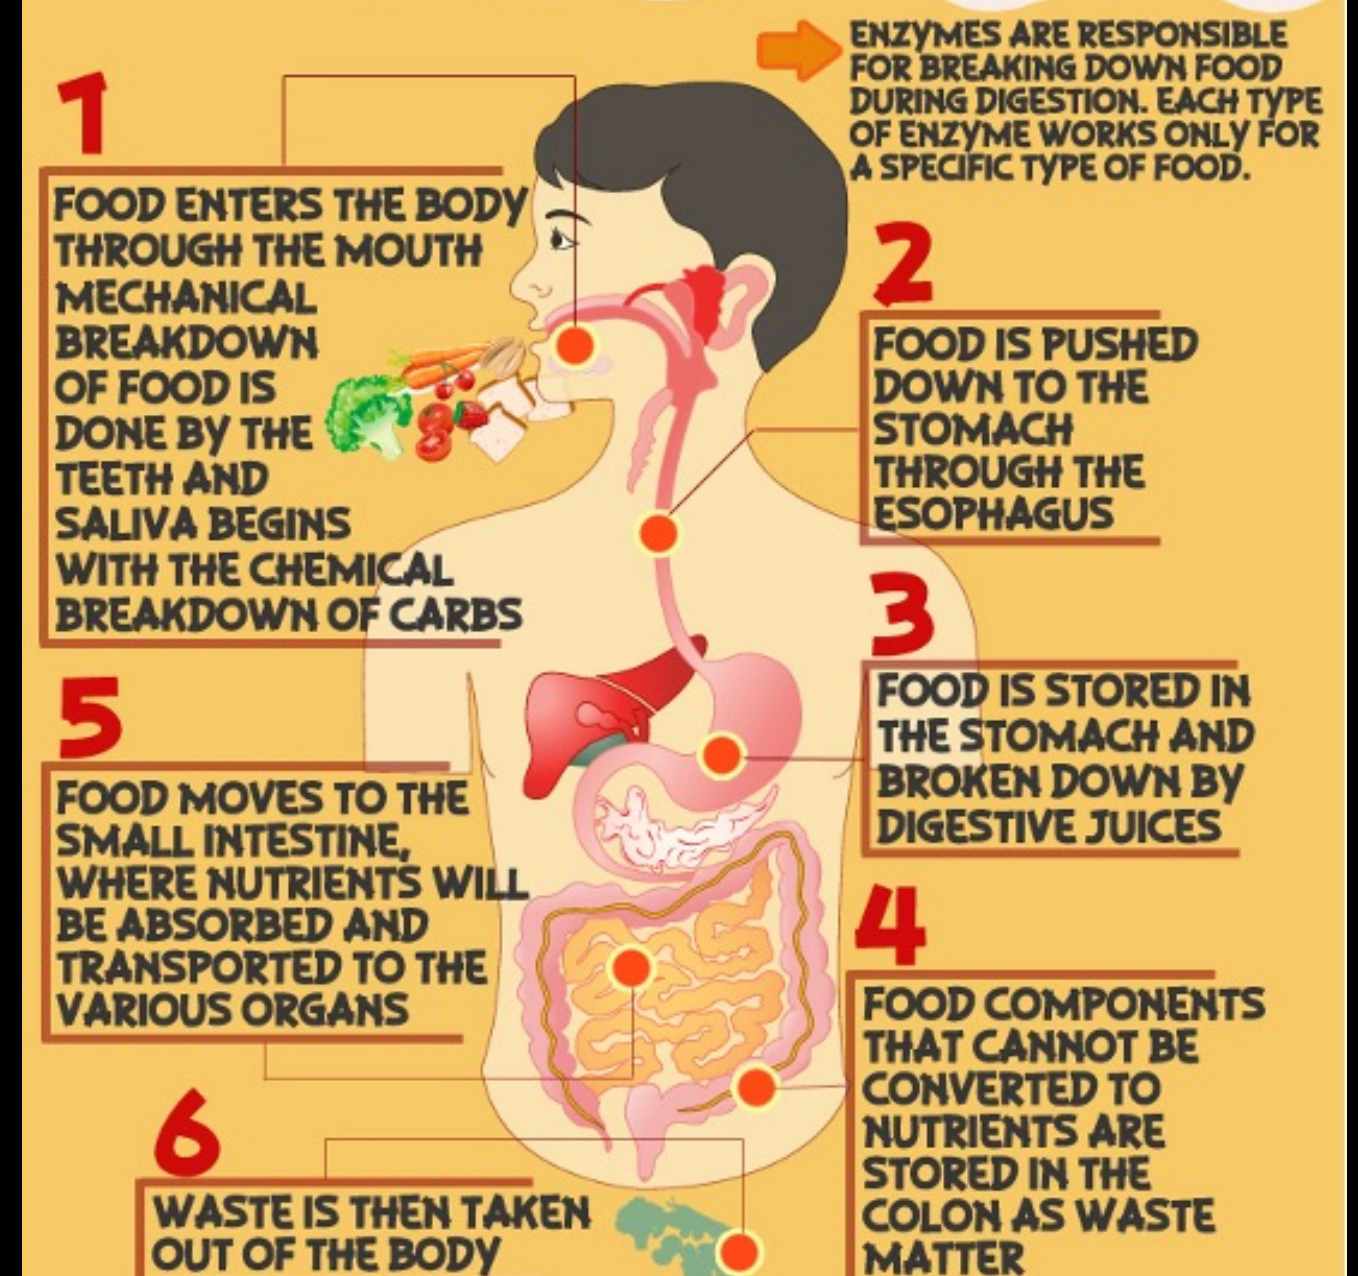 ENZYMES ARE RESPONSIBLE
FOR BREAKING DOWN FOOD
DURING DIGESTION. EACH TYPE
OF ENZYME WORKS ONLY FOR
A SPECIFIC TYPE OF FOOD.
1
FOOD ENTERS THE BODY
THROUGH THE MOUTH
MECHANICAL
BREAKDOWN
OF FOOD IS
DONE BY THE
TEETH AND
SALIVA BEGINS
WITH THE CHEMICAL
BREAKDOWN OF CARBS
2
FOOD IS PUSHED
DOWN TO THE
STOMACH
THROUGH THE
ESOPHAGUS
3
FOOD IS STORED IN
THE STOMACH AND
BROKEN DOWN BY
DIGESTIVE JUICES
4
FOOD COMPONENTS
THAT CANNOT BE
CONVERTED TO
NUTRIENTS ARE
STORED IN THE
COLON AS WASTE
MATTER
5
FOOD MOVES TO THE
SMALL INTESTINE,
WHERE NUTRIENTS WILL
BE ABSORBED AND
TRANSPORTED TO THE
VARIOUS ORGANS
6
WASTE IS THEN TAKEN
OUT OF THE BODY